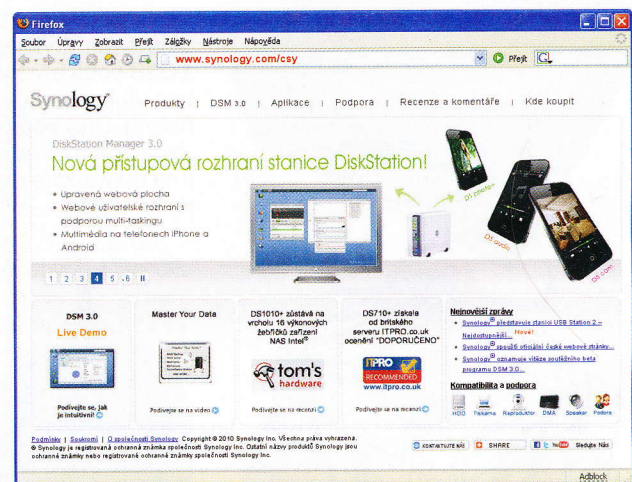 Firefox
Soubor Úpravy Zobrazit Přejít Záložky Nástroje Nápověda
www.synology.com/csy
Přejít
Synology
Produkty | DSM 3.0 | Aplikace | Podpora | Recenze a komentáře | Kde koupit
DiskStation Manager 3.0
Nová přístupová rozhraní stanice DiskStation!
• Upravená webová plocha
• Webové uživatelské rozhraní s
podporou multi-taskingu
• Multimédia na telefonech iPhone a
Android
DS photo+
DS audio
DS cam
1 2 3 4 5 6
DSM 3.0
Live Demo
Podívejte se, jak
je intuitivní!
Master Your Data
Podívejte se na video
DS1010+ zůstává na
vrcholu 16 výkonových
žebříčků zařízení
NAS Intel®
tom's
hardware
Podívejte se na recenzi
DS710+ získala
od britského
serveru ITPRO.co.uk
ocenění "DOPORUČENO"
ITPRO
RECOMMENDED
www.itpro.co.uk
Podívejte se na recenzi
Nejnovější zprávy
• Synology® představuje stanici USB Station 2 –
Nejdostupnější... Nové!
• Synology® spouští oficiální české webové stránky...
• Synology® oznamuje vítěze soutěžního beta
programu DSM 3.0...
Kompatibilita a podpora
HDD Tiskárna Reproduktor DMA Speaker Podora
Podmínky | Soukromí | O společnosti Synology Copyright © 2010 Synology Inc. Všechna práva vyhrazena.
® Synology je registrovaná ochranná známka společnosti Synology Inc. Ostatní názvy produktů Synology jsou
ochranné známky nebo registrované ochranné známky společnosti Synology Inc.
KONTAKTUJTE NÁS
SHARE
YouTube Sledujte Nás
Adblock